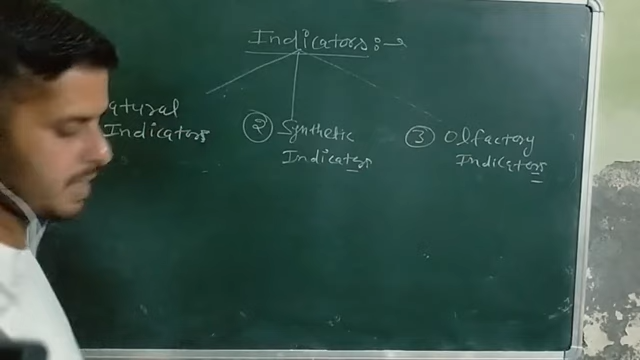 Indicators :→
atural
Indicators
② Synthetic
Indicators
③ Olfactory
Indicators